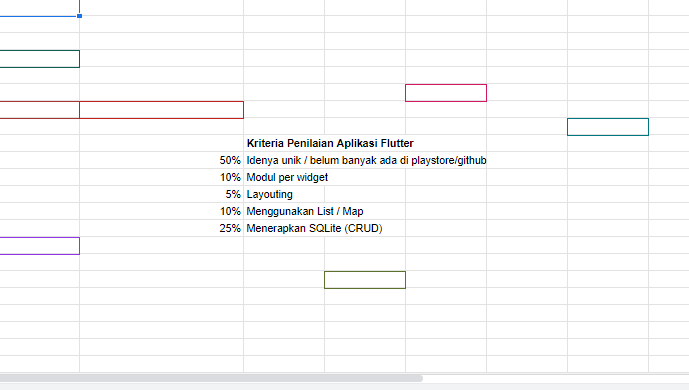 Kriteria Penilaian Aplikasi Flutter
50% Idenya unik / belum banyak ada di playstore/github
10% Modul per widget
5% Layouting
10% Menggunakan List / Map
25% Menerapkan SQLite (CRUD)